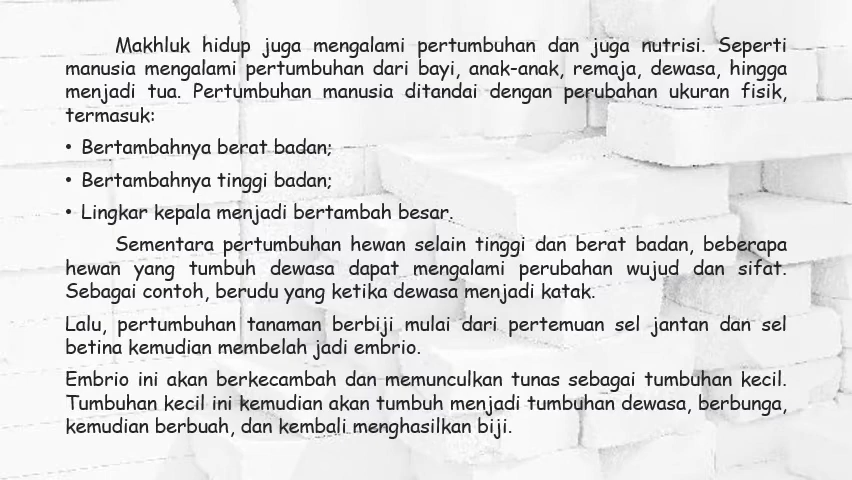 Makhluk hidup juga mengalami pertumbuhan dan juga nutrisi. Seperti
manusia mengalami pertumbuhan dari bayi, anak-anak, remaja, dewasa, hingga
menjadi tua. Pertumbuhan manusia ditandai dengan perubahan ukuran fisik,
termasuk:
• Bertambahnya berat badan;
• Bertambahnya tinggi badan;
• Lingkar kepala menjadi bertambah besar.
Sementara pertumbuhan hewan selain tinggi dan berat badan, beberapa
hewan yang tumbuh dewasa dapat mengalami perubahan wujud dan sifat.
Sebagai contoh, berudu yang ketika dewasa menjadi katak.
Lalu, pertumbuhan tanaman berbiji mulai dari pertemuan sel jantan dan sel
betina kemudian membelah jadi embrio.
Embrio ini akan berkecambah dan memunculkan tunas sebagai tumbuhan kecil.
Tumbuhan kecil ini kemudian akan tumbuh menjadi tumbuhan dewasa, berbunga,
kemudian berbuah, dan kembali menghasilkan biji.